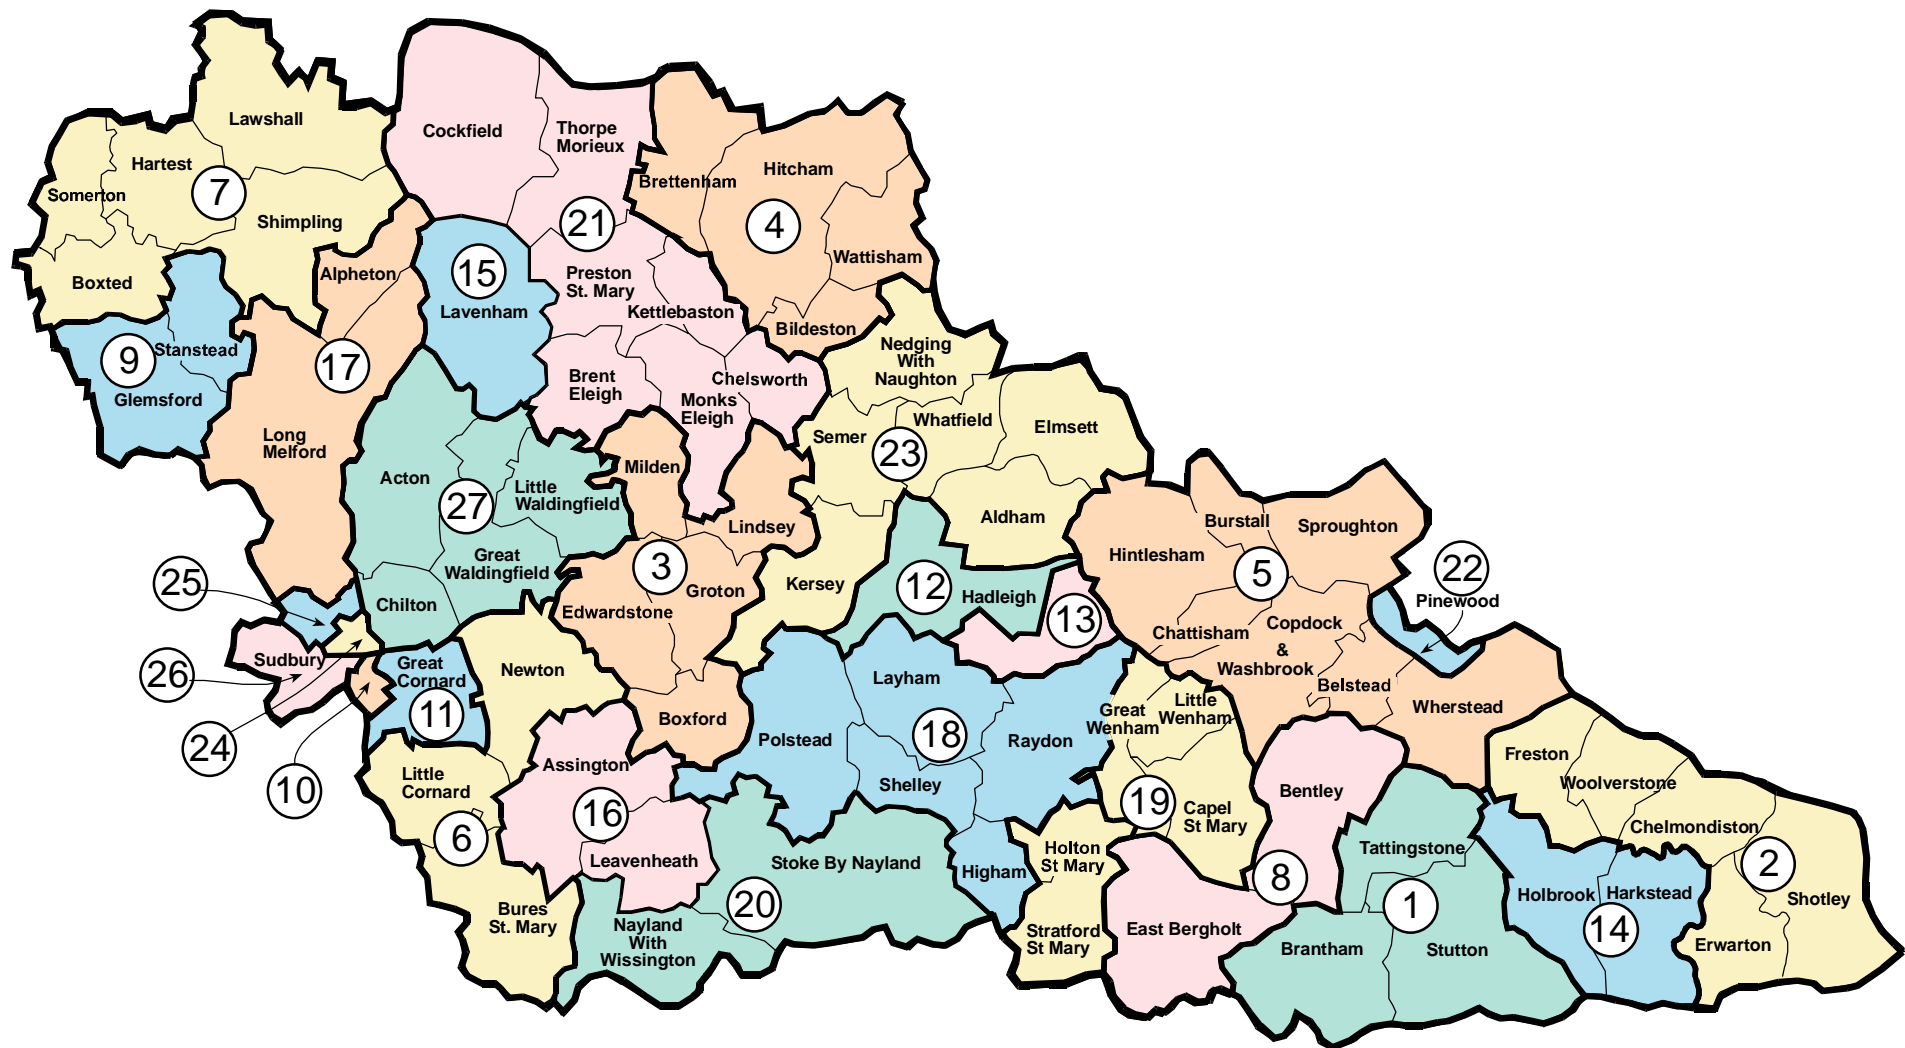 Lawshall
Cockfield
Thorpe
Morieux
Hartest
Hitcham
Brettenham
7
Somerton
Shimpling
21
4
Wattisham
Alpheton
15
Preston
St. Mary
Boxted
Lavenham
Kettlebaston
Bildeston
9
Stanstead
17
Nedging
With
Naughton
Glemsford
Brent
Eleigh
Chelsworth
Monks
Eleigh
Whatfield
Elmsett
Long
Melford
Semer
23
Milden
Acton
27
Little
Waldingfield
Lindsey
Aldham
Burstall
Sproughton
Hintlesham
Great
Waldingfield
3
Groton
Kersey
12
Hadleigh
5
22
Pinewood
25
Chilton
Edwardstone
13
Chattisham
Copdock
&
Washbrook
Sudbury
Great
Cornard
Newton
Layham
26
Belstead
Little
Wenham
Great
Wenham
Wherstead
11
Boxford
24
Polstead
18
Raydon
Freston
10
Little
Cornard
Assington
Shelley
Woolverstone
Bentley
19
Capel
St Mary
16
Chelmondiston
6
Leavenheath
Stoke By Nayland
Holton
St Mary
Tattingstone
2
Higham
8
Holbrook
Harkstead
Shotley
20
1
Bures
St. Mary
Nayland
With
Wissington
Stratford
St Mary
East Bergholt
14
Brantham
Stutton
Erwarton